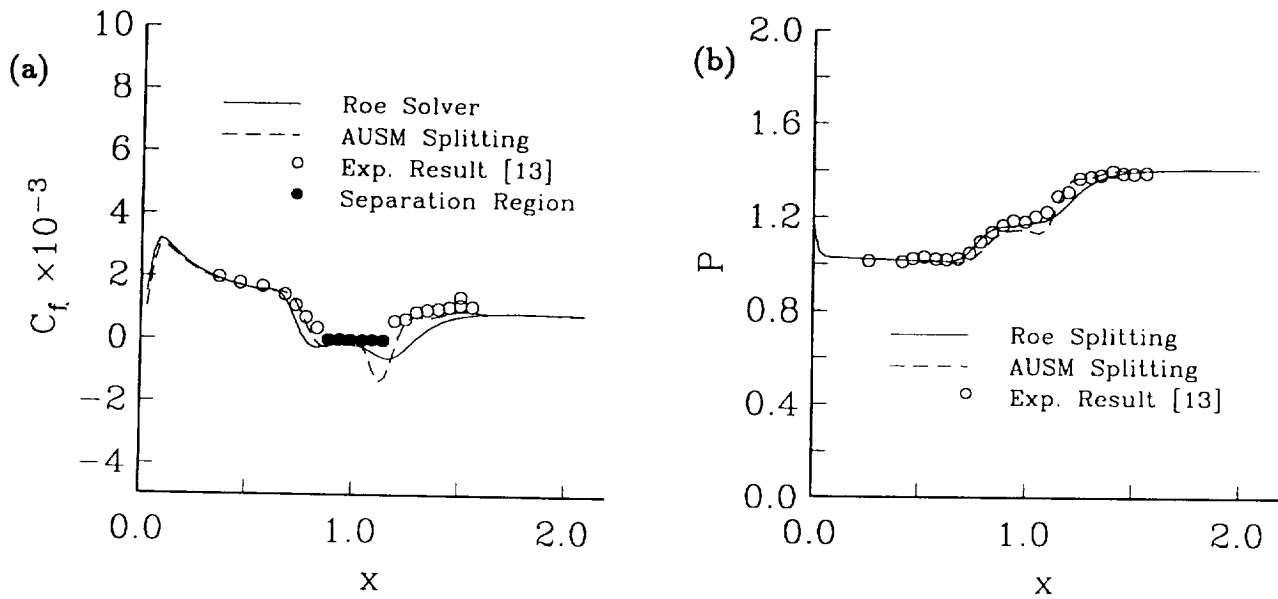 (a)
10
8
6
4
2
0
−2
−4
C_f ×10⁻³
Roe Solver
AUSM Splitting
Exp. Result [13]
Separation Region
0.0
1.0
2.0
x
(b)
2.0
1.6
1.2
0.8
0.4
0.0
P
Roe Splitting
AUSM Splitting
Exp. Result [13]
0.0
1.0
2.0
x